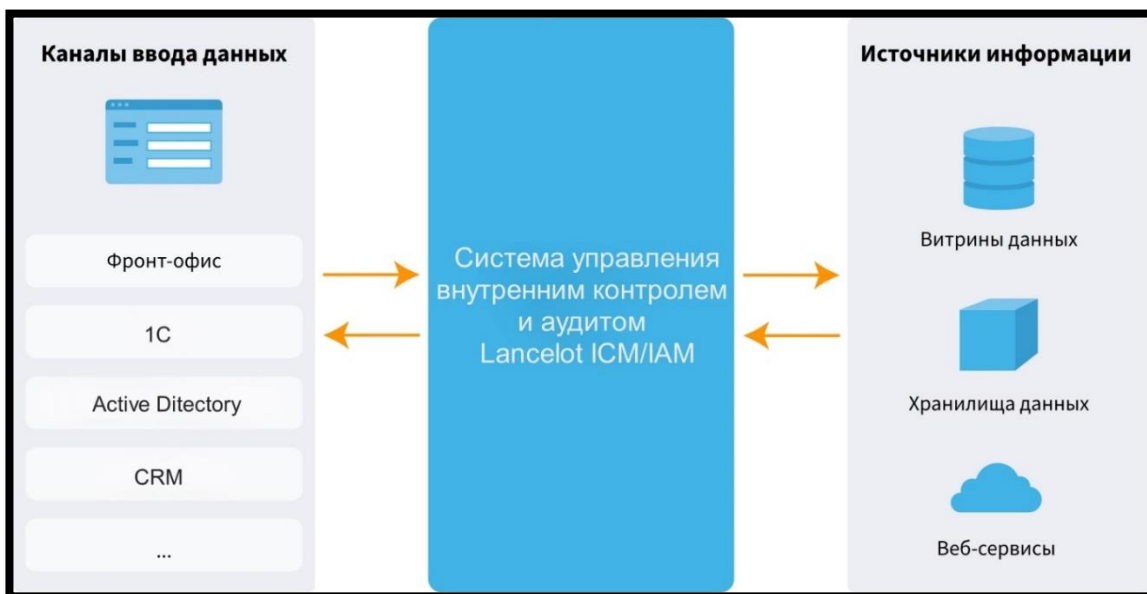 Каналы ввода данных
Фронт-офис
1С
Active Ditectory
CRM
...
Система управления
внутренним контролем
и аудитом
Lancelot ICM/IAM
Источники информации
Витрины данных
Хранилища данных
Веб-сервисы